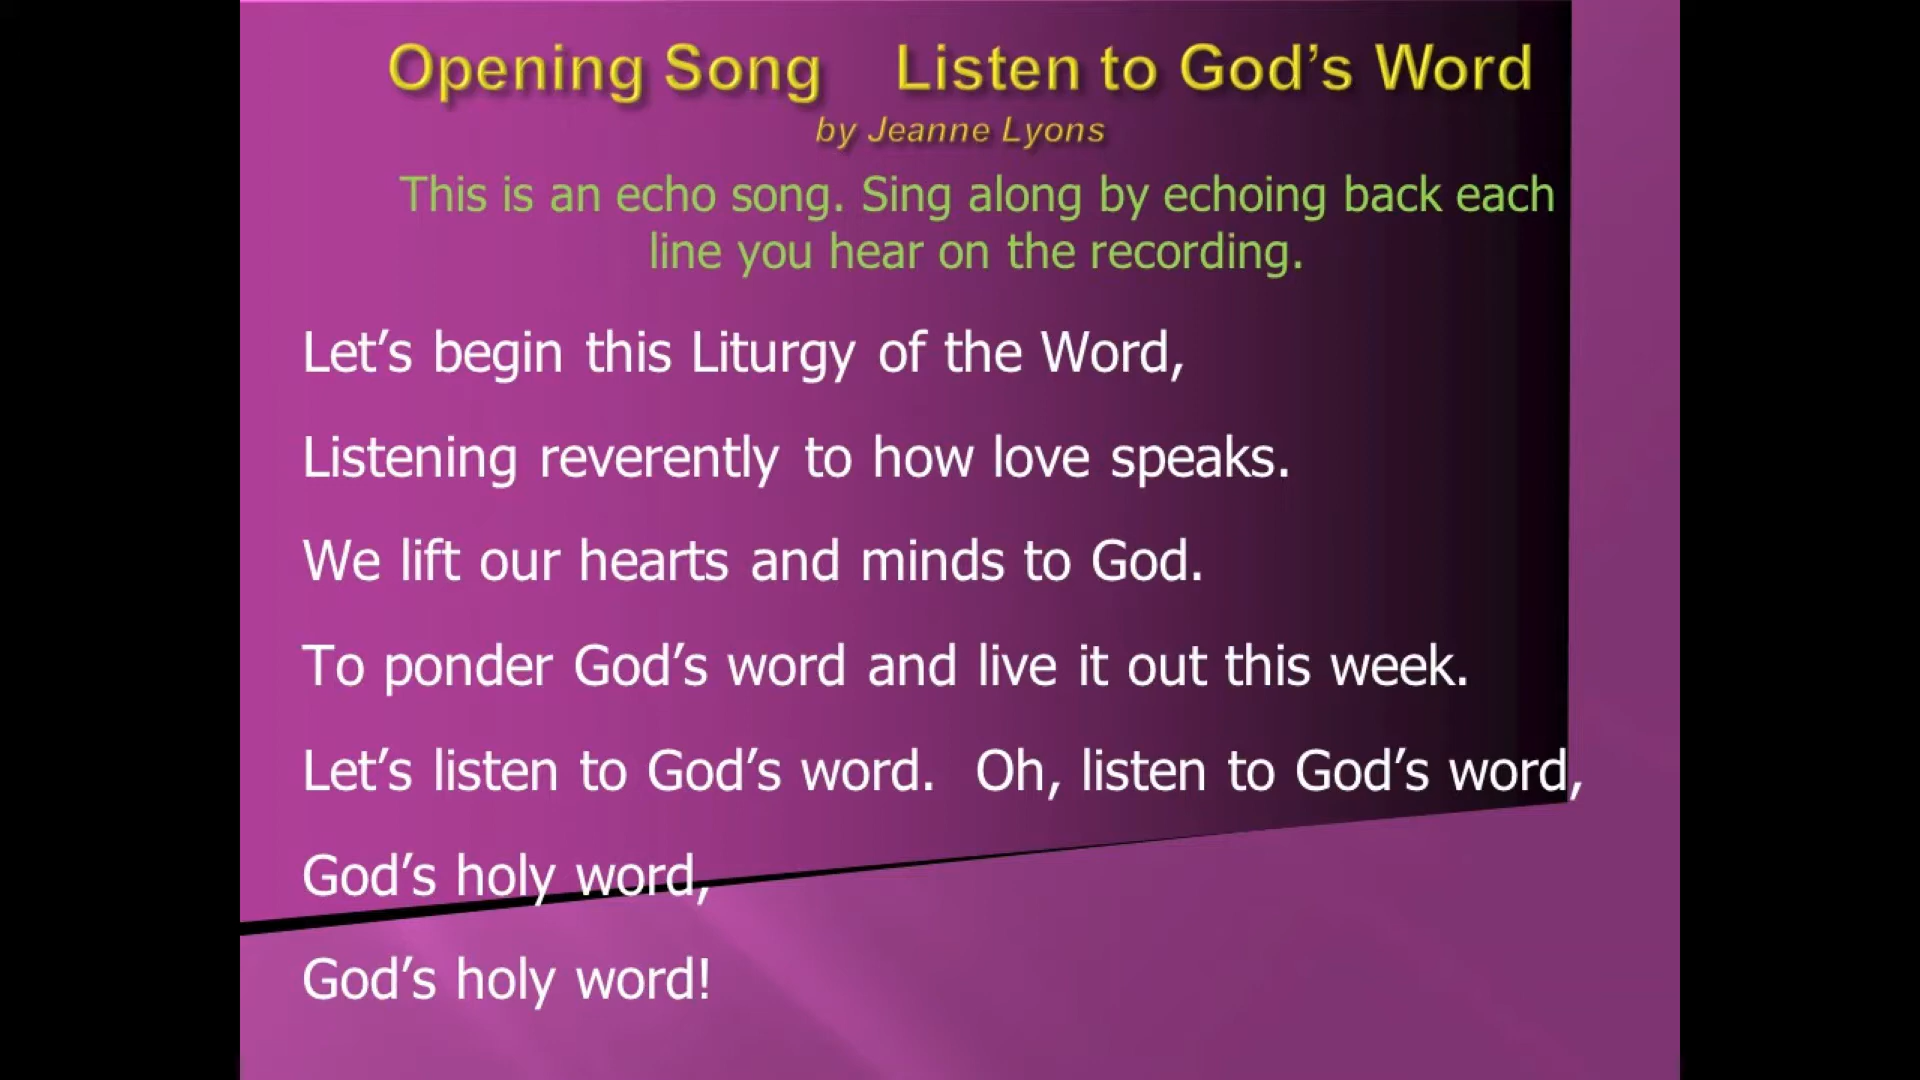 Opening Song    Listen to God’s Word
by Jeanne Lyons
This is an echo song. Sing along by echoing back each
line you hear on the recording.
Let’s begin this Liturgy of the Word,
Listening reverently to how love speaks.
We lift our hearts and minds to God.
To ponder God’s word and live it out this week.
Let’s listen to God’s word.  Oh, listen to God’s word,
God’s holy word,
God’s holy word!